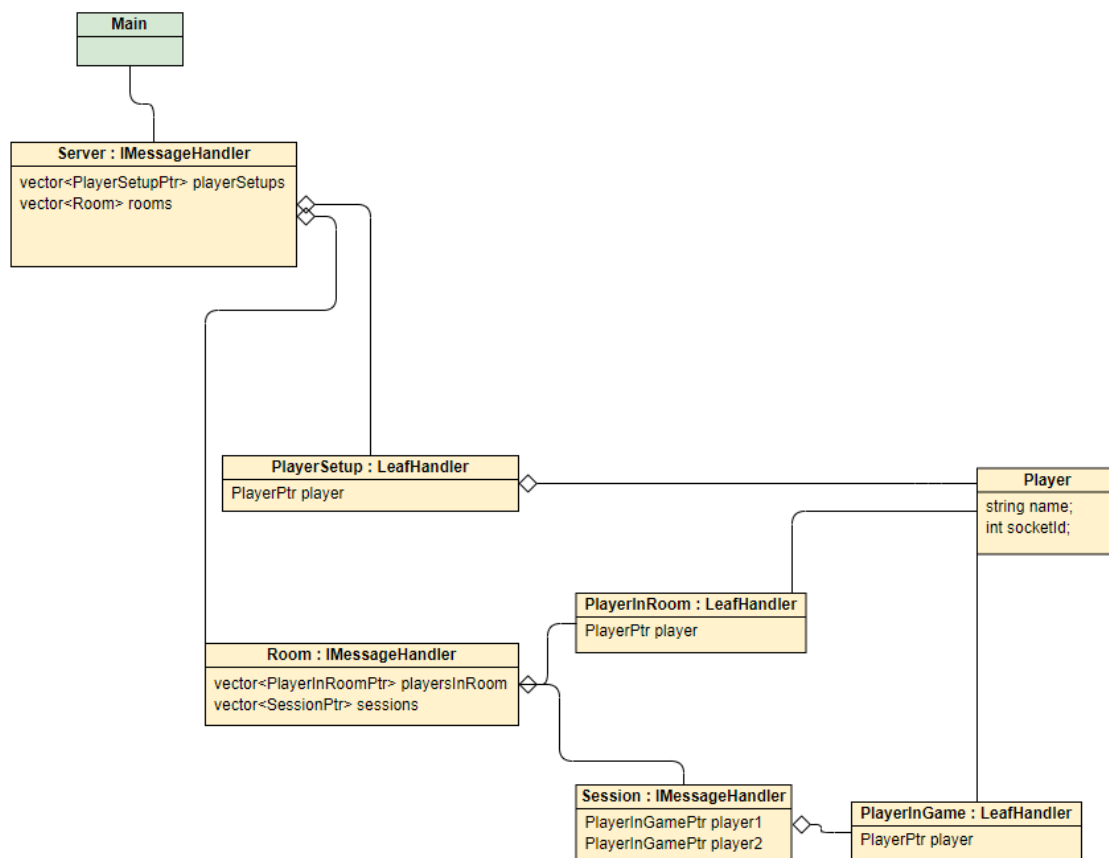 Main
Server : IMessageHandler
vector<PlayerSetupPtr> playerSetups
vector<Room> rooms
PlayerSetup : LeafHandler
PlayerPtr player
Player
string name;
int socketId;
PlayerInRoom : LeafHandler
PlayerPtr player
Room : IMessageHandler
vector<PlayerInRoomPtr> playersInRoom
vector<SessionPtr> sessions
Session : IMessageHandler
PlayerInGamePtr player1
PlayerInGamePtr player2
PlayerInGame : LeafHandler
PlayerPtr player